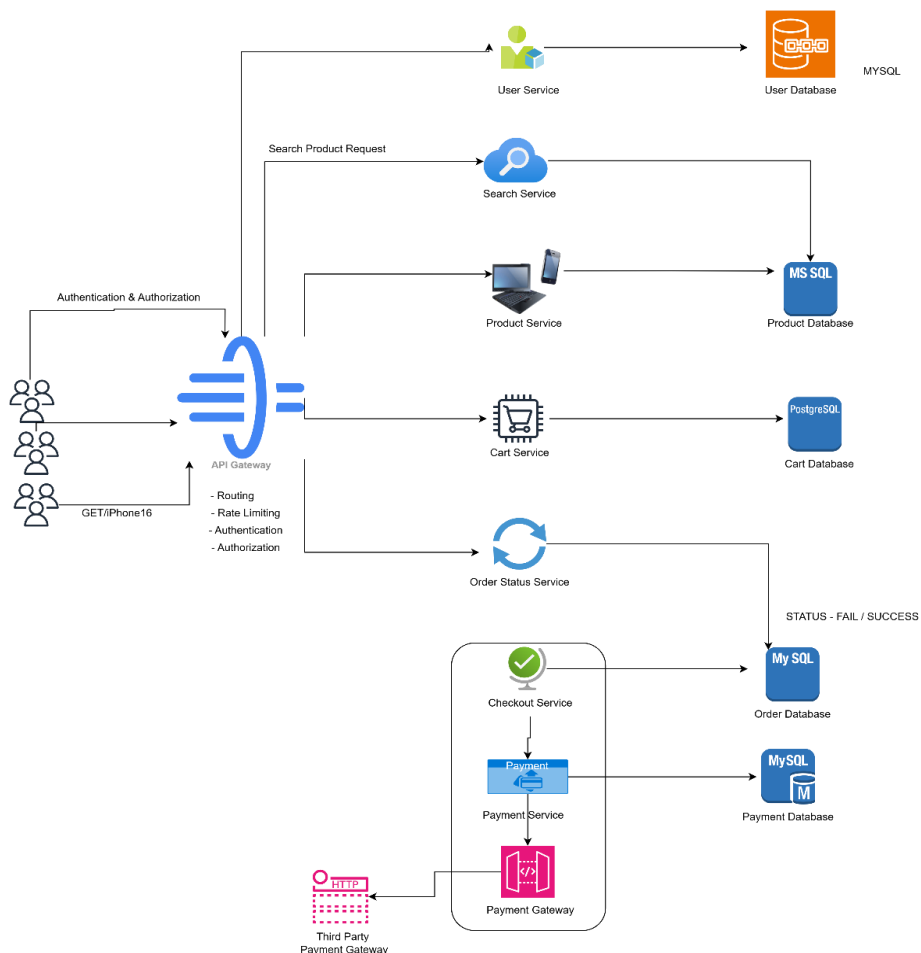 User Service
User Database
MYSQL
Search Product Request
Search Service
MS SQL
Product Service
Product Database
Authentication & Authorization
API Gateway
PostgreSQL
Cart Service
Cart Database
GET/iPhone16
- Routing
- Rate Limiting
- Authentication
- Authorization
Order Status Service
STATUS - FAIL / SUCCESS
My SQL
Checkout Service
Order Database
Payment
MySQL
M
Payment Service
Payment Database
</>
HTTP
Payment Gateway
Third Party
Payment Gateway